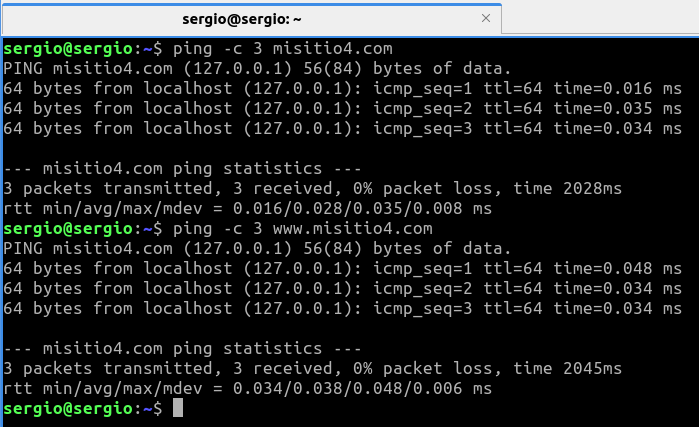 sergio@sergio: ~
sergio@sergio:~$ ping -c 3 misitio4.com
PING misitio4.com (127.0.0.1) 56(84) bytes of data.
64 bytes from localhost (127.0.0.1): icmp_seq=1 ttl=64 time=0.016 ms
64 bytes from localhost (127.0.0.1): icmp_seq=2 ttl=64 time=0.035 ms
64 bytes from localhost (127.0.0.1): icmp_seq=3 ttl=64 time=0.034 ms
--- misitio4.com ping statistics ---
3 packets transmitted, 3 received, 0% packet loss, time 2028ms
rtt min/avg/max/mdev = 0.016/0.028/0.035/0.008 ms
sergio@sergio:~$ ping -c 3 www.misitio4.com
PING misitio4.com (127.0.0.1) 56(84) bytes of data.
64 bytes from localhost (127.0.0.1): icmp_seq=1 ttl=64 time=0.048 ms
64 bytes from localhost (127.0.0.1): icmp_seq=2 ttl=64 time=0.034 ms
64 bytes from localhost (127.0.0.1): icmp_seq=3 ttl=64 time=0.034 ms
--- misitio4.com ping statistics ---
3 packets transmitted, 3 received, 0% packet loss, time 2045ms
rtt min/avg/max/mdev = 0.034/0.038/0.048/0.006 ms
sergio@sergio:~$